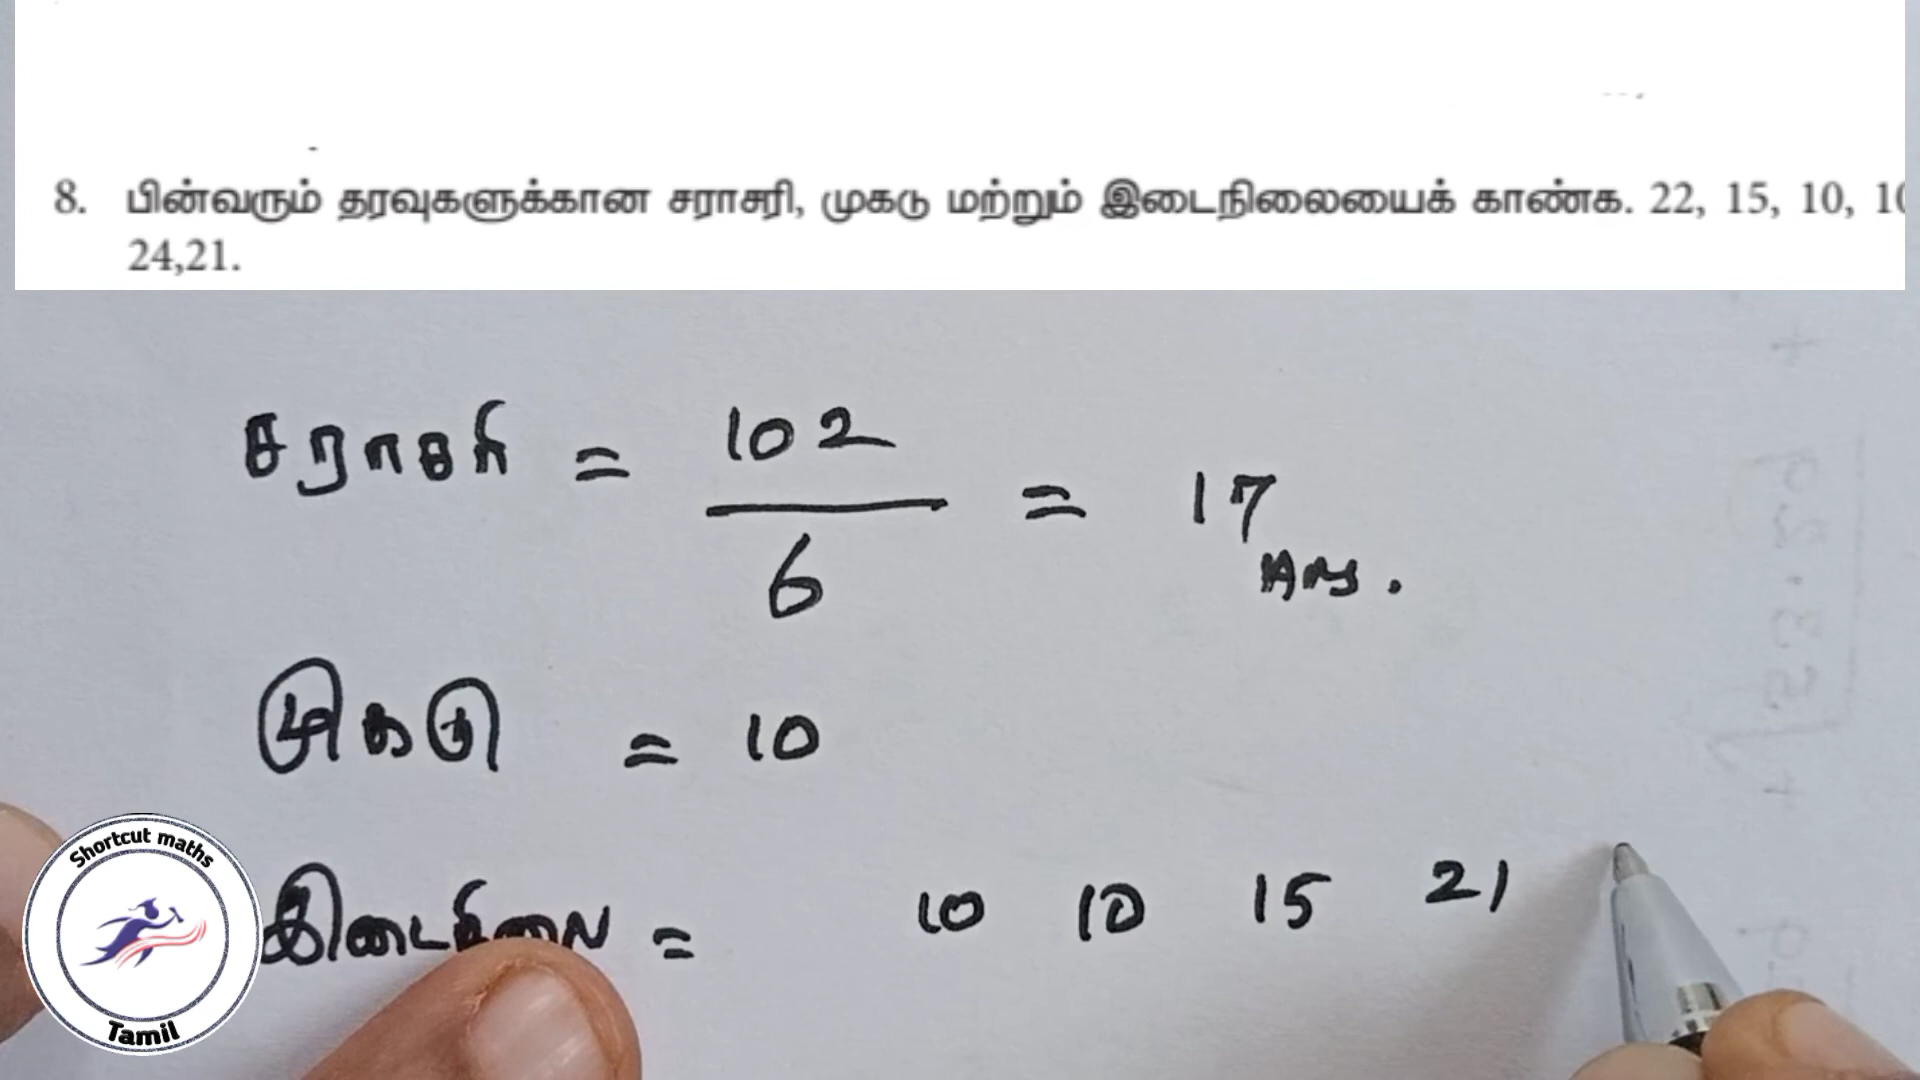 8. பின்வரும் தரவுகளுக்கான சராசரி, முகடு மற்றும் இடைநிலையைக் காண்க. 22, 15, 10, 10
24,21.
சராசரி = 102 / 6 = 17
Ans.
முகடு = 10
இடைநிலை = 10 10 15 21
Shortcut maths
Tamil